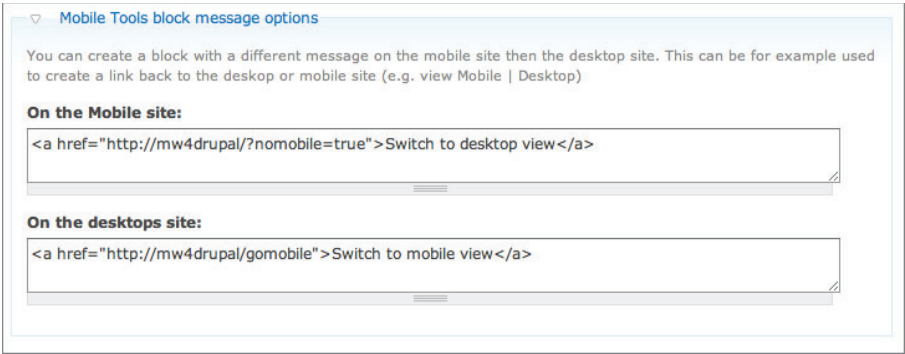 Mobile Tools block message options
You can create a block with a different message on the mobile site then the desktop site. This can be for example used
to create a link back to the deskop or mobile site (e.g. view Mobile | Desktop)
On the Mobile site:
<a href="http://mw4drupal/?nomobile=true">Switch to desktop view</a>
On the desktops site:
<a href="http://mw4drupal/gomobile">Switch to mobile view</a>